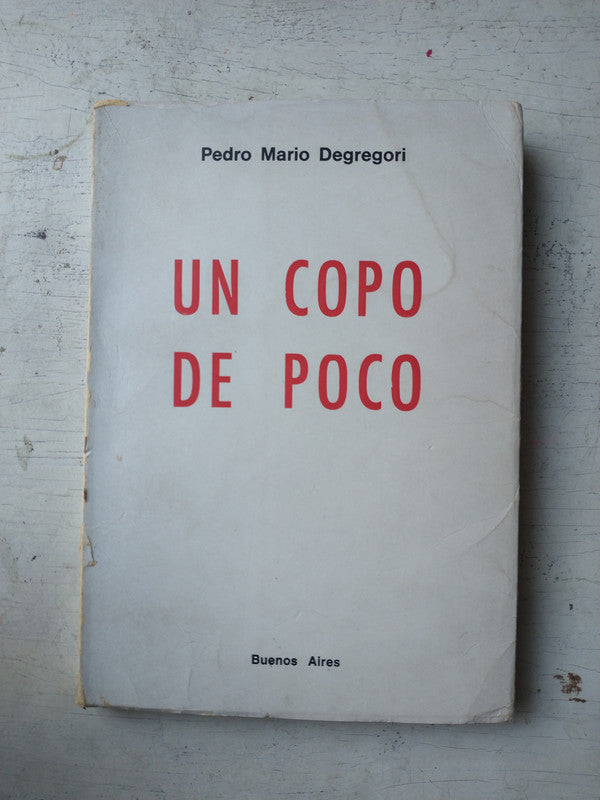 Pedro Mario Degregori
UN COPO
DE POCO
Buenos Aires